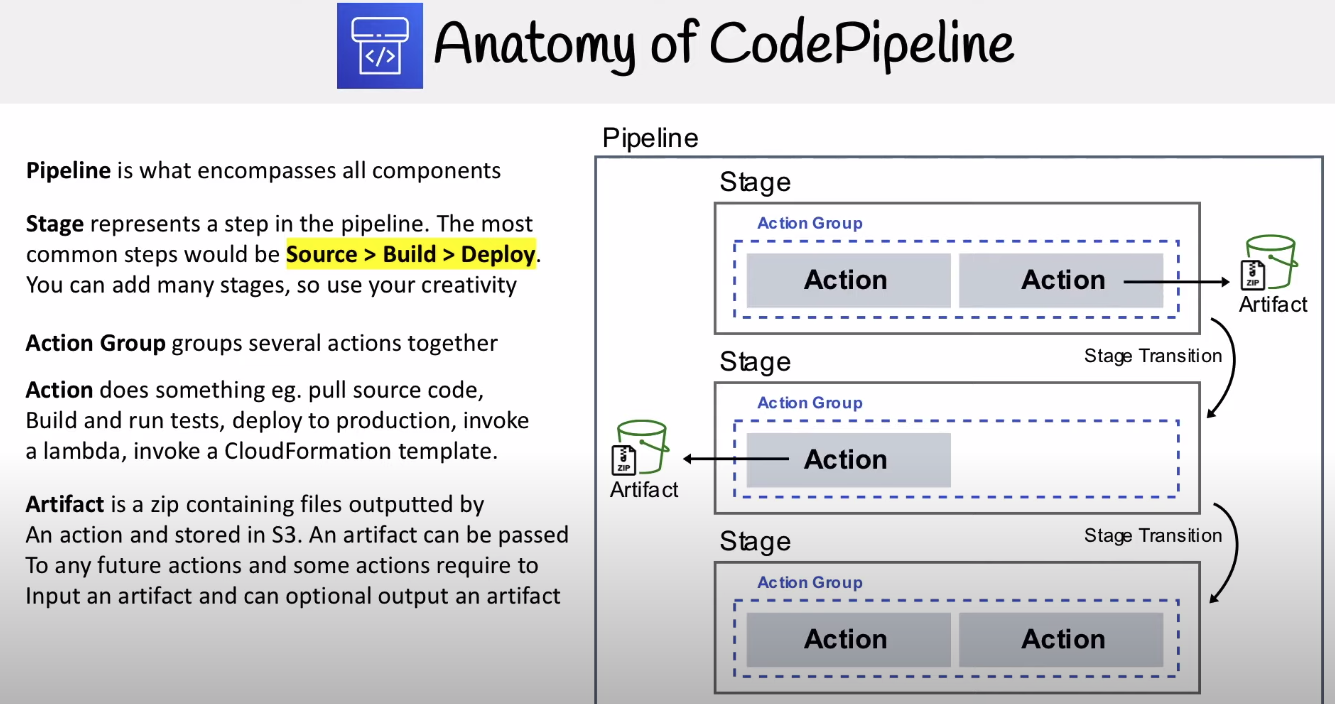 </> Anatomy of CodePipeline
Pipeline is what encompasses all components
Stage represents a step in the pipeline. The most
common steps would be Source > Build > Deploy.
You can add many stages, so use your creativity
Action Group groups several actions together
Action does something eg. pull source code,
Build and run tests, deploy to production, invoke
a lambda, invoke a CloudFormation template.
Artifact is a zip containing files outputted by
An action and stored in S3. An artifact can be passed
To any future actions and some actions require to
Input an artifact and can optional output an artifact
Pipeline
Stage
Action Group
Action Action
ZIP
Artifact
Stage Transition
Stage
Action Group
Action
ZIP
Artifact
Stage Transition
Stage
Action Group
Action Action